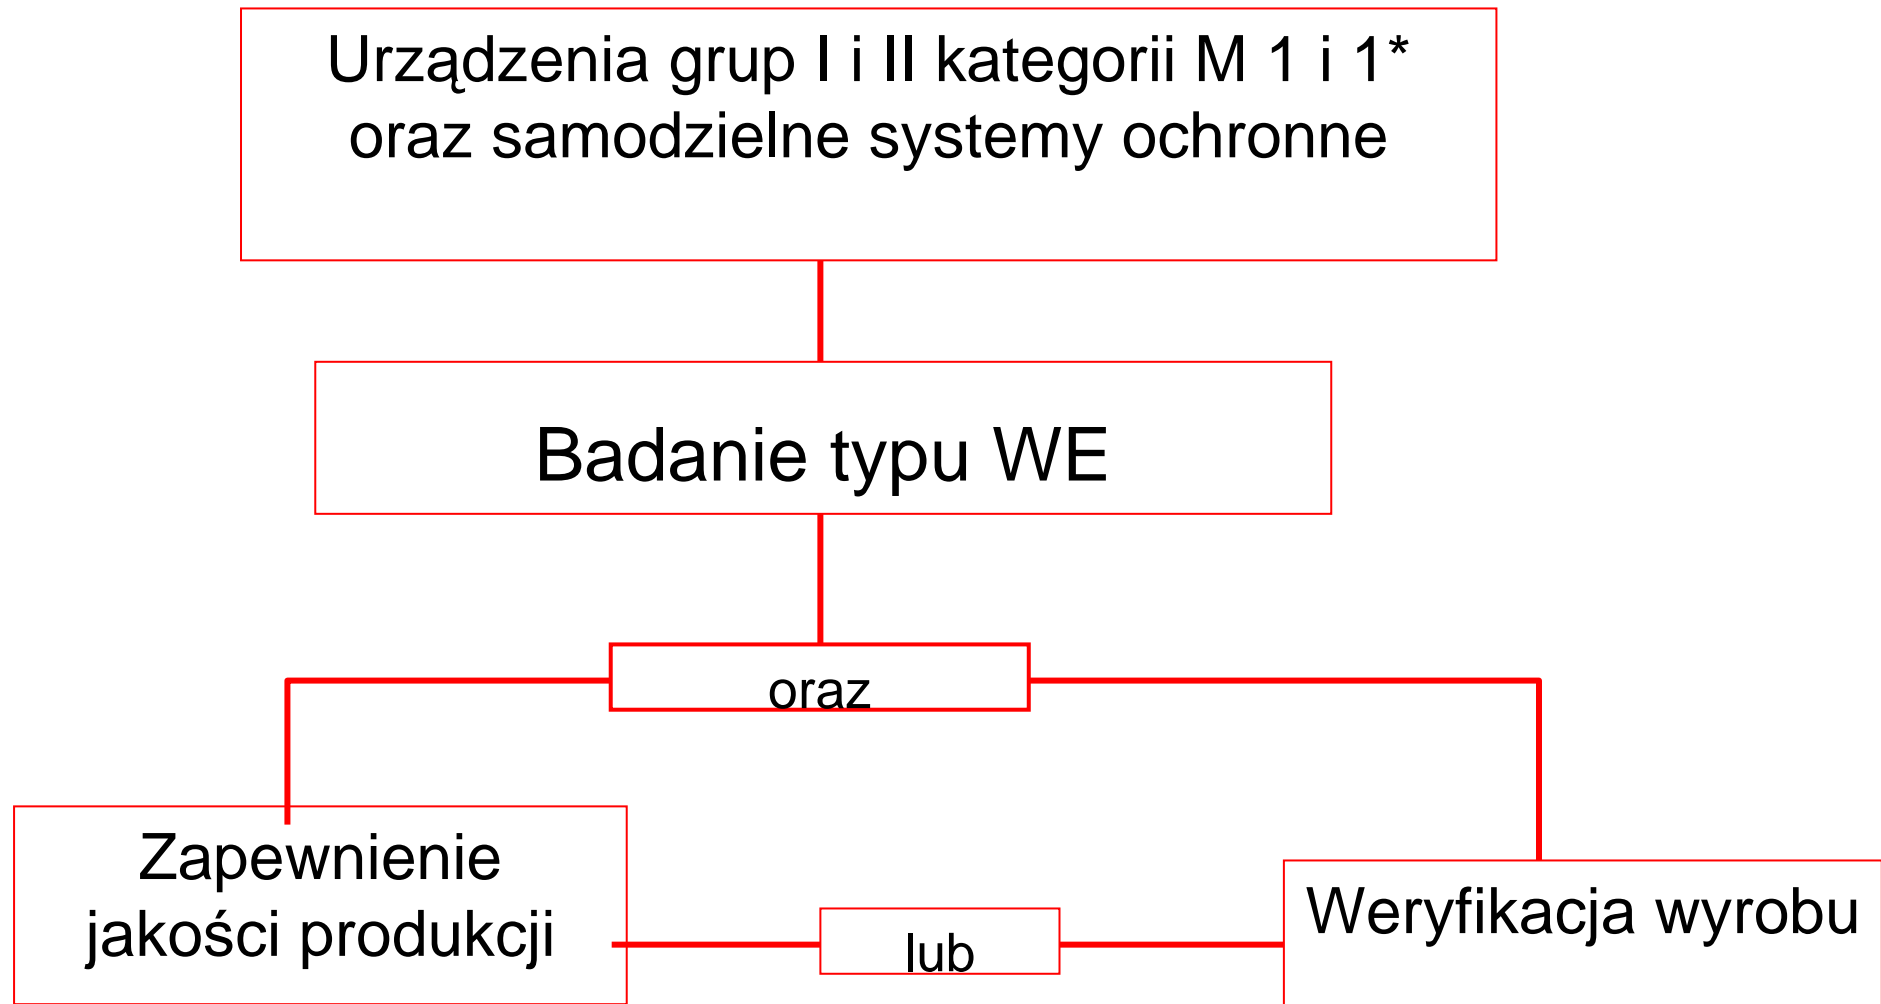 Urządzenia grup I i II kategorii M 1 i 1*
oraz samodzielne systemy ochronne
Badanie typu WE
oraz
Zapewnienie
jakości produkcji
lub
Weryfikacja wyrobu